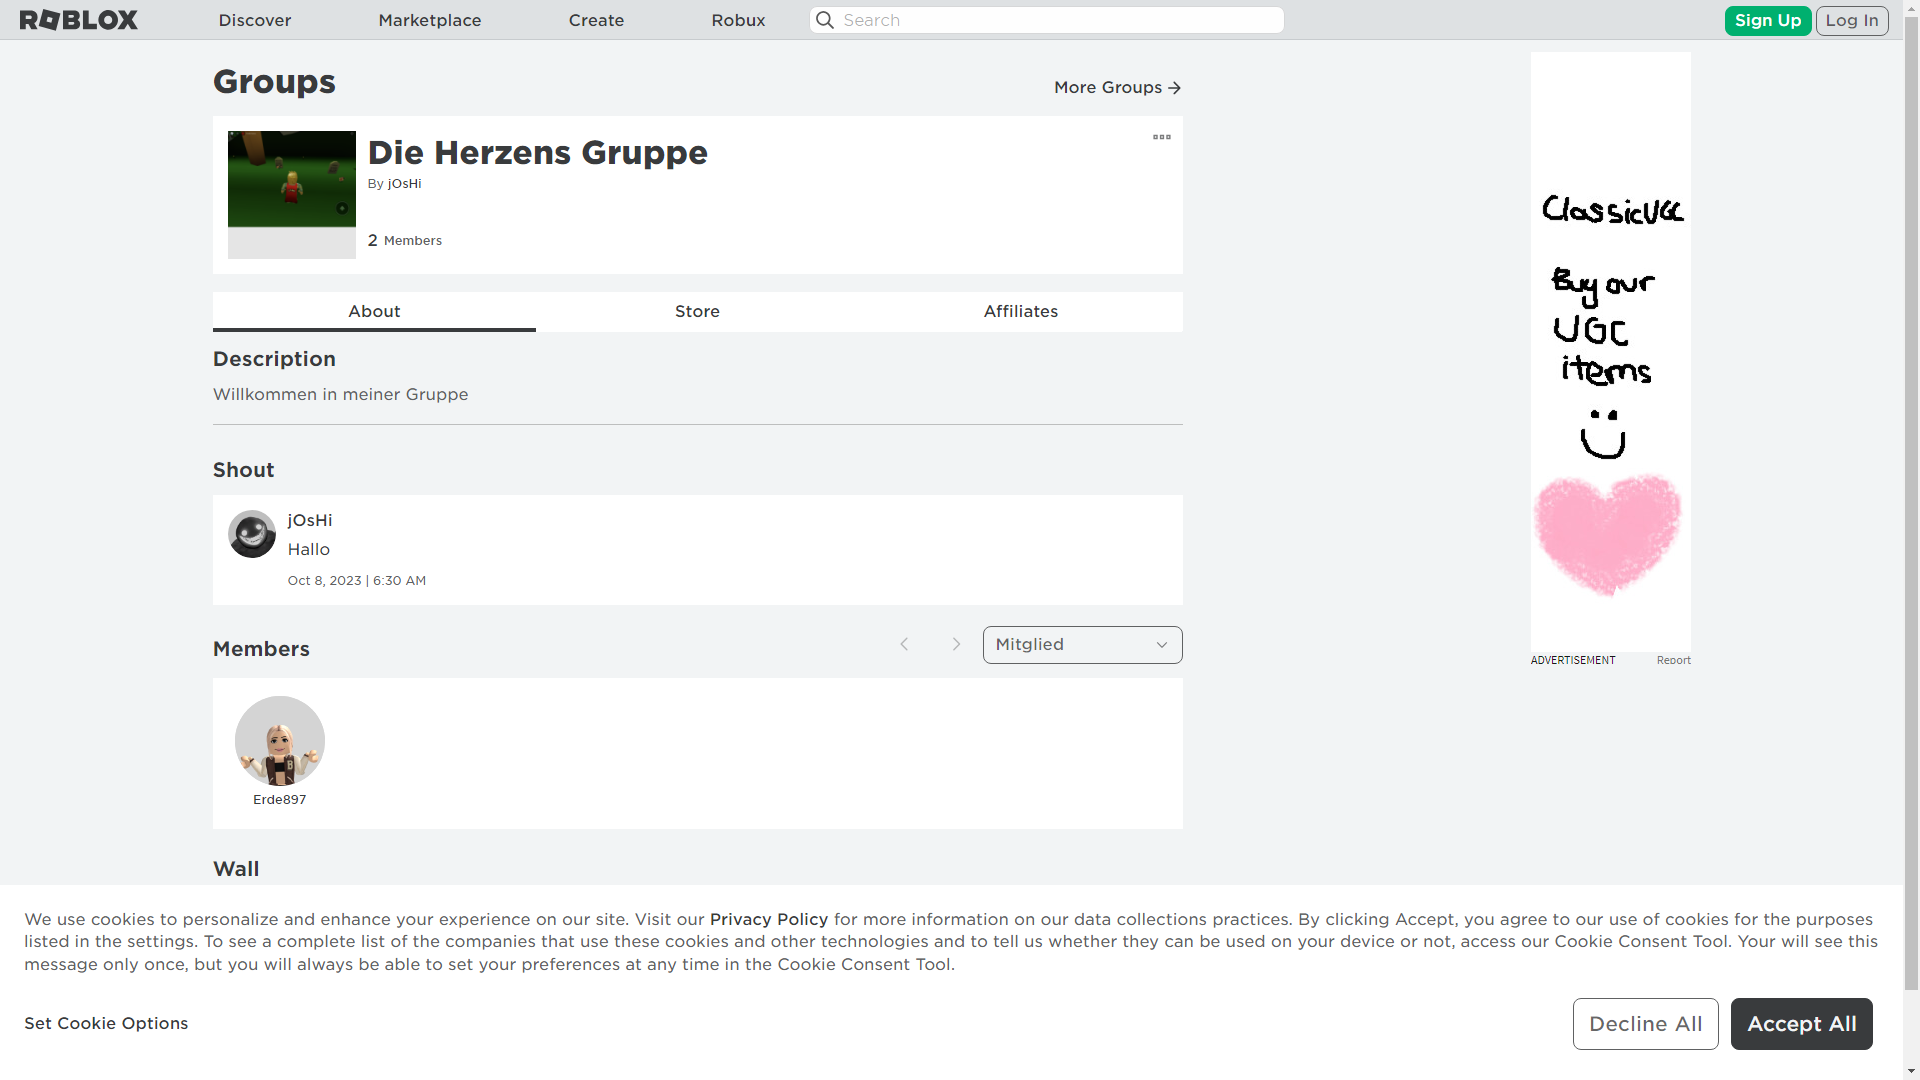 ROBLOX
Discover
Marketplace
Create
Robux
Search
Sign Up
Log In
Groups
More Groups
Die Herzens Gruppe
By jOsHi
2 Members
About
Store
Affiliates
Description
Willkommen in meiner Gruppe
Shout
jOsHi
Hallo
Oct 8, 2023 | 6:30 AM
Members
Mitglied
B
Erde897
Wall
ClassicUGC
Buy our
UGC
items
ADVERTISEMENT
Report
We use cookies to personalize and enhance your experience on our site. Visit our Privacy Policy for more information on our data collections practices. By clicking Accept, you agree to our use of cookies for the purposes
listed in the settings. To see a complete list of the companies that use these cookies and other technologies and to tell us whether they can be used on your device or not, access our Cookie Consent Tool. Your will see this
message only once, but you will always be able to set your preferences at any time in the Cookie Consent Tool.
Set Cookie Options
Decline All
Accept All